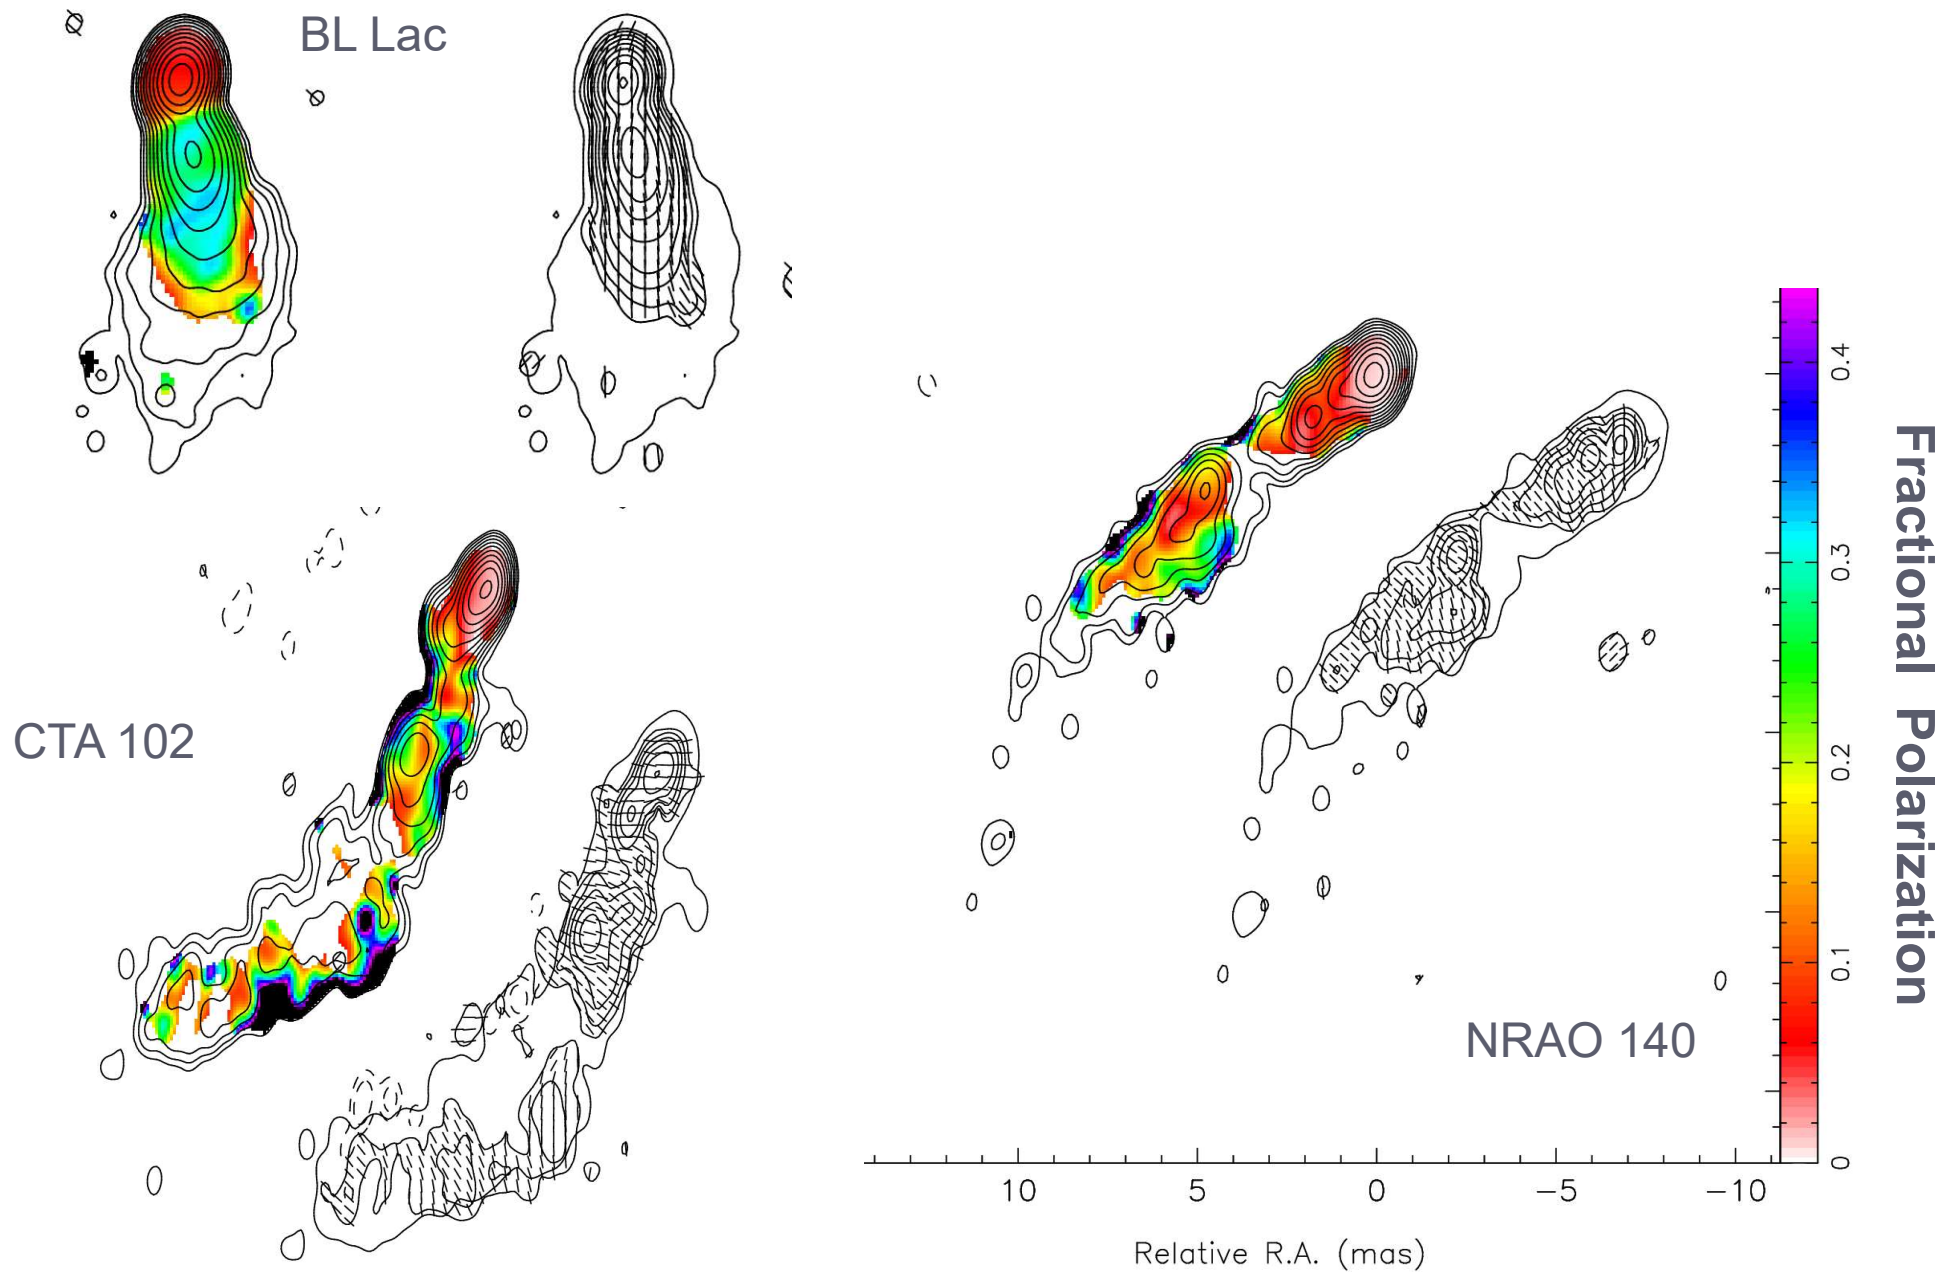 BL Lac
CTA 102
NRAO 140
10 5 0 −5 −10
Relative R.A. (mas)
0 0.1 0.2 0.3 0.4
Fractional Polarization